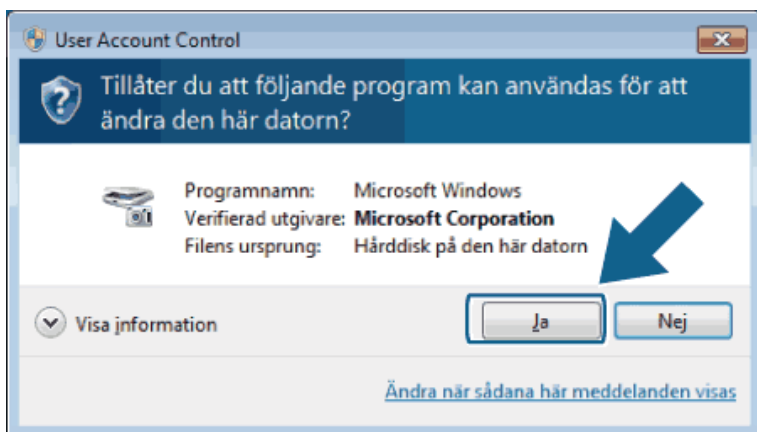 User Account Control
Tillåter du att följande program kan användas för att
ändra den här datorn?
Programnamn: Microsoft Windows
Verifierad utgivare: Microsoft Corporation
Filens ursprung: Hårddisk på den här datorn
Visa information
Ja
Nej
Ändra när sådana här meddelanden visas